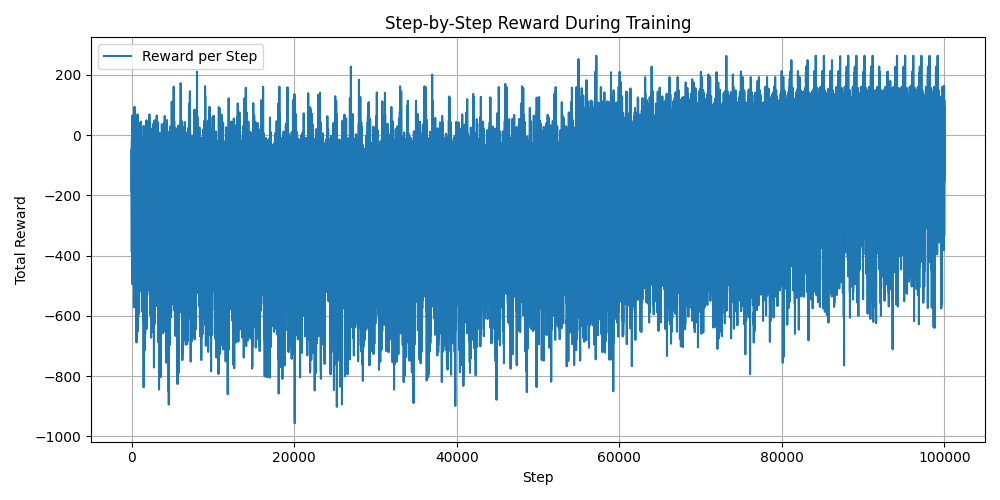 Step-by-Step Reward During Training
Reward per Step
Total Reward
200
0
−200
−400
−600
−800
−1000
0 20000 40000 60000 80000 100000
Step